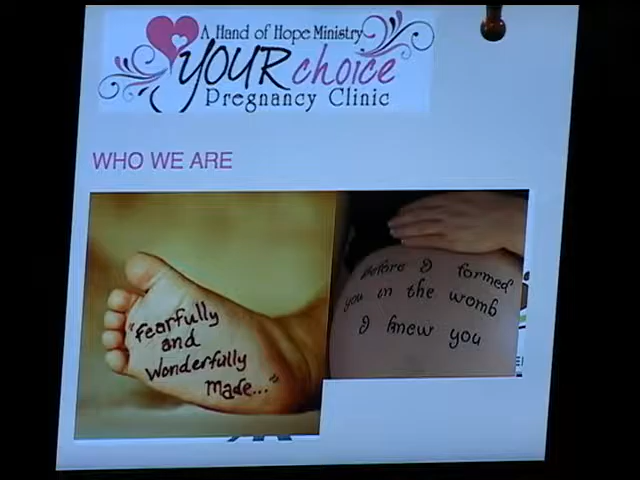 A Hand of Hope Ministry
YOUR choice
Pregnancy Clinic
WHO WE ARE
"Fearfully
and
Wonderfully
Made..."
Before I formed
you in the womb
I knew you